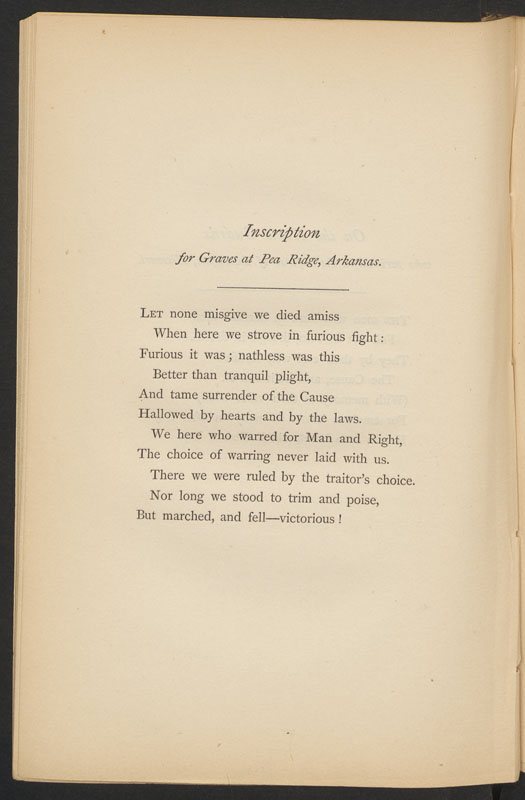 Inscription
for Graves at Pea Ridge, Arkansas.
LET none misgive we died amiss
When here we strove in furious fight:
Furious it was; nathless was this
Better than tranquil plight,
And tame surrender of the Cause
Hallowed by hearts and by the laws.
We here who warred for Man and Right,
The choice of warring never laid with us.
There we were ruled by the traitor's choice.
Nor long we stood to trim and poise,
But marched, and fell—victorious!